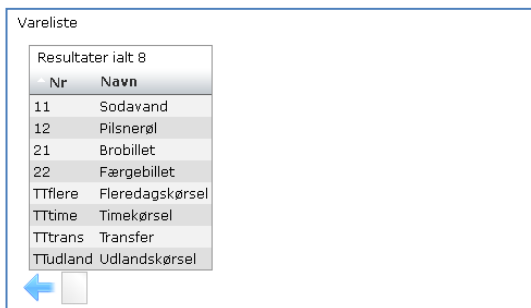 Vareliste
Resultater ialt 8
Nr Navn
11 Sodavand
12 Pilsnerøl
21 Brobillet
22 Færgebillet
TTflere Fleredagskørsel
TTtime Timekørsel
TTtrans Transfer
TTudland Udlandskørsel